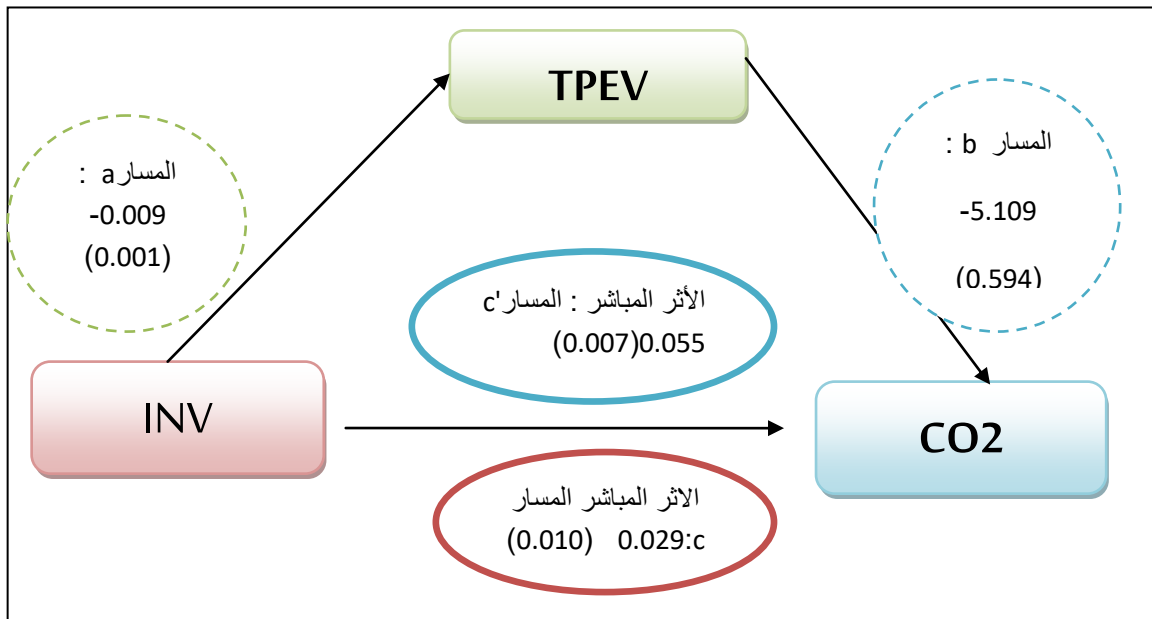 TPEV
المسار a :
-0.009
(0.001)
المسار b :
-5.109
(0.594)
الأثر المباشر : المسار c'
0.055(0.007)
INV
CO2
الاثر المباشر المسار
c:0.029 (0.010)